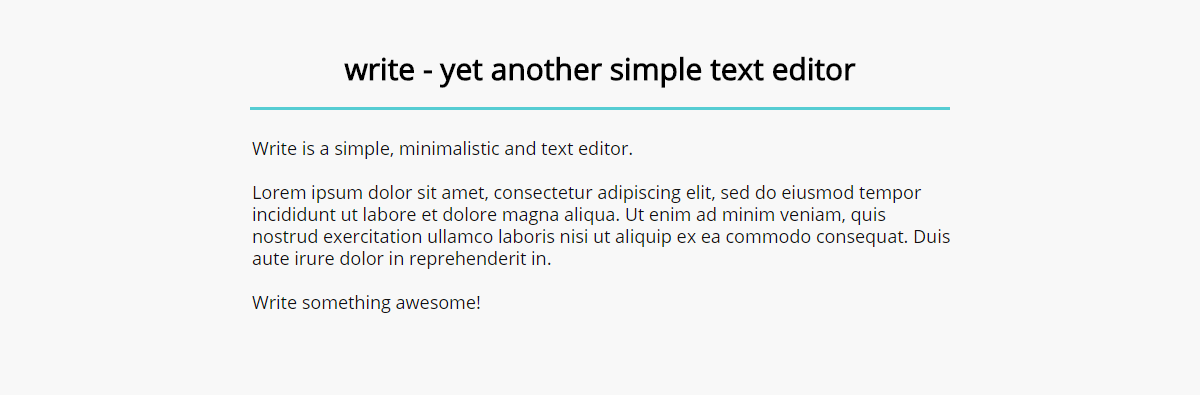 write - yet another simple text editor
Write is a simple, minimalistic and text editor.
Lorem ipsum dolor sit amet, consectetur adipiscing elit, sed do eiusmod tempor
incididunt ut labore et dolore magna aliqua. Ut enim ad minim veniam, quis
nostrud exercitation ullamco laboris nisi ut aliquip ex ea commodo consequat. Duis
aute irure dolor in reprehenderit in.
Write something awesome!